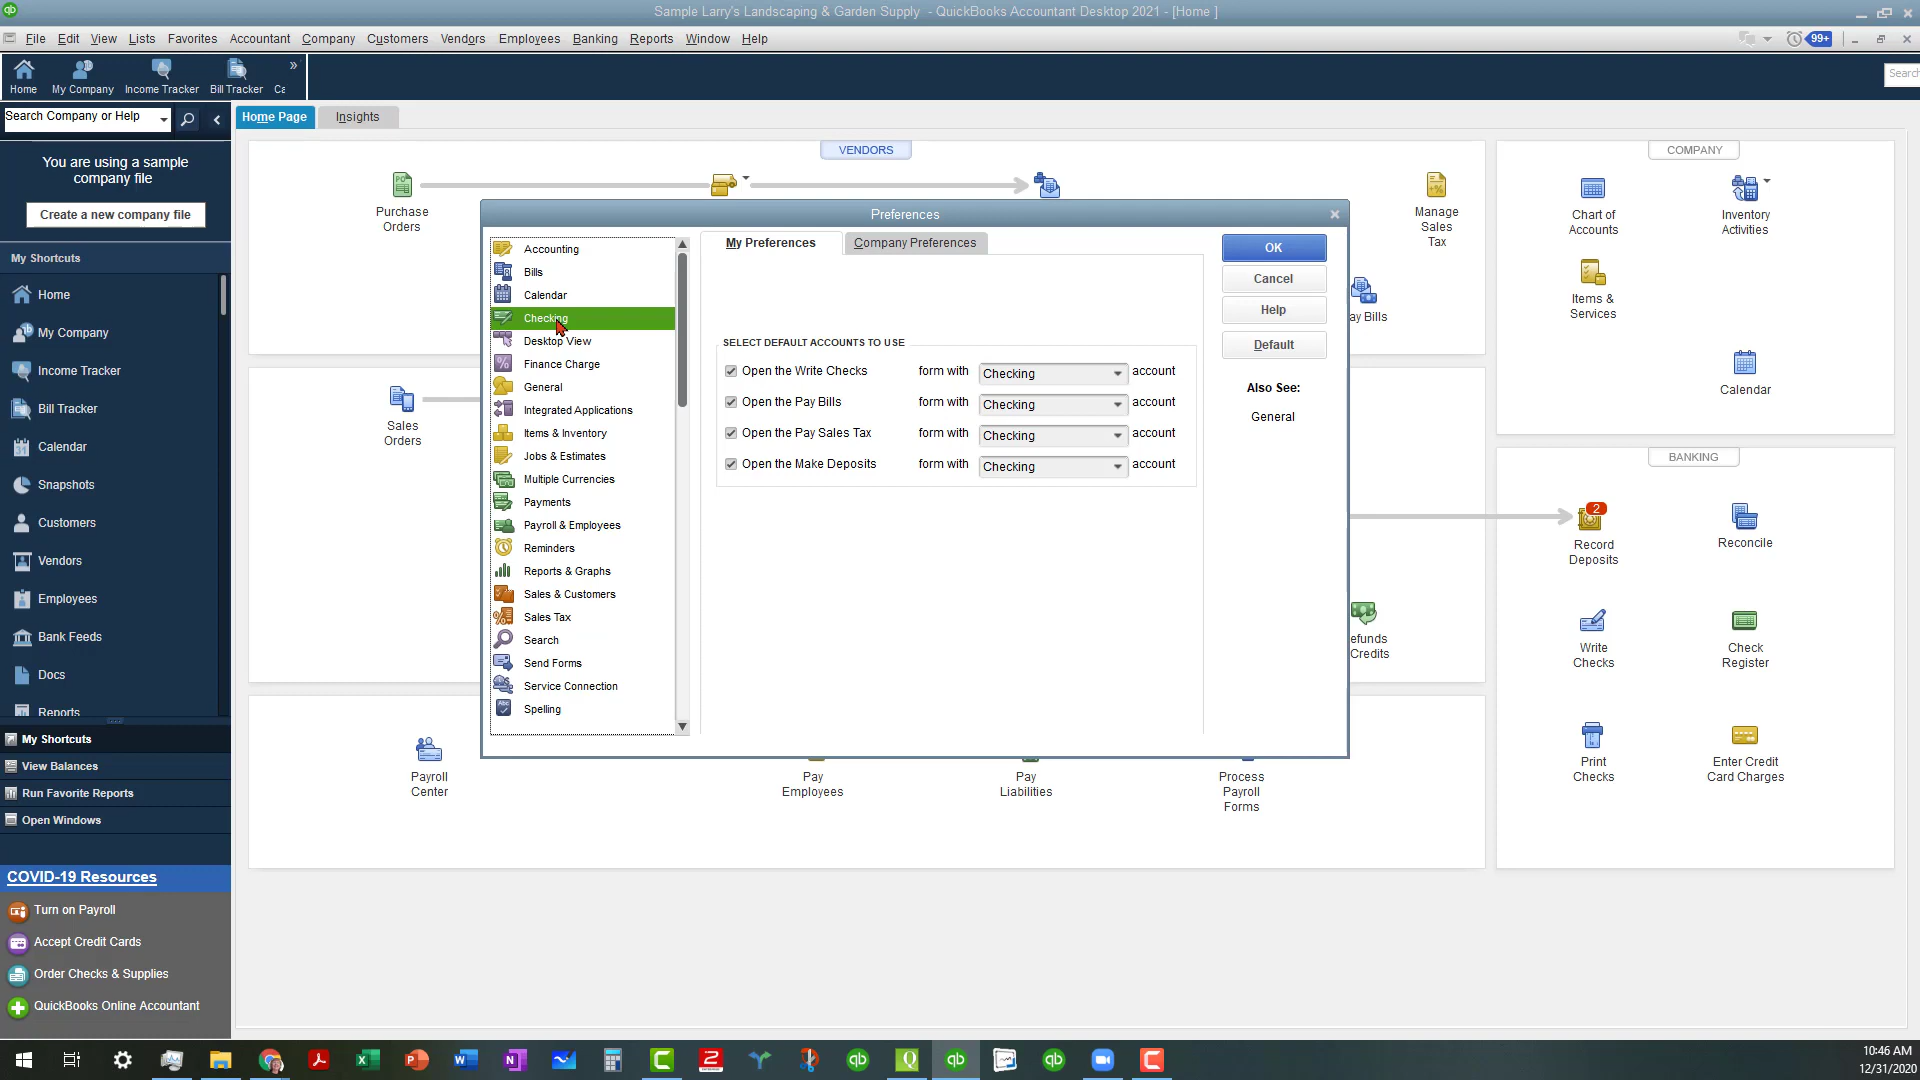 Sample Larry's Landscaping & Garden Supply - QuickBooks Accountant Desktop 2021 - [Home ]
File Edit View Lists Favorites Accountant Company Customers Vendors Employees Banking Reports Window Help
99+
Home My Company Income Tracker Bill Tracker Ca
»
Search
Search Company or Help
Home Page Insights
You are using a sample
company file
Create a new company file
My Shortcuts
Home
My Company
Income Tracker
Bill Tracker
Calendar
Snapshots
Customers
Vendors
Employees
Bank Feeds
Docs
Reports
My Shortcuts
View Balances
Run Favorite Reports
Open Windows
COVID-19 Resources
Turn on Payroll
Accept Credit Cards
Order Checks & Supplies
QuickBooks Online Accountant
VENDORS
Purchase
Orders
Manage
Sales
Tax
ay Bills
Sales
Orders
efunds
Credits
Payroll
Center
Pay
Employees
Pay
Liabilities
Process
Payroll
Forms
Preferences
Accounting
Bills
Calendar
Checking
Desktop View
Finance Charge
General
Integrated Applications
Items & Inventory
Jobs & Estimates
Multiple Currencies
Payments
Payroll & Employees
Reminders
Reports & Graphs
Sales & Customers
Sales Tax
Search
Send Forms
Service Connection
Spelling
My Preferences Company Preferences
SELECT DEFAULT ACCOUNTS TO USE
Open the Write Checks form with Checking account
Open the Pay Bills form with Checking account
Open the Pay Sales Tax form with Checking account
Open the Make Deposits form with Checking account
OK
Cancel
Help
Default
Also See:
General
COMPANY
Chart of
Accounts
Inventory
Activities
Items &
Services
Calendar
BANKING
2
Record
Deposits
Reconcile
Write
Checks
Check
Register
Print
Checks
Enter Credit
Card Charges
10:46 AM
12/31/2020